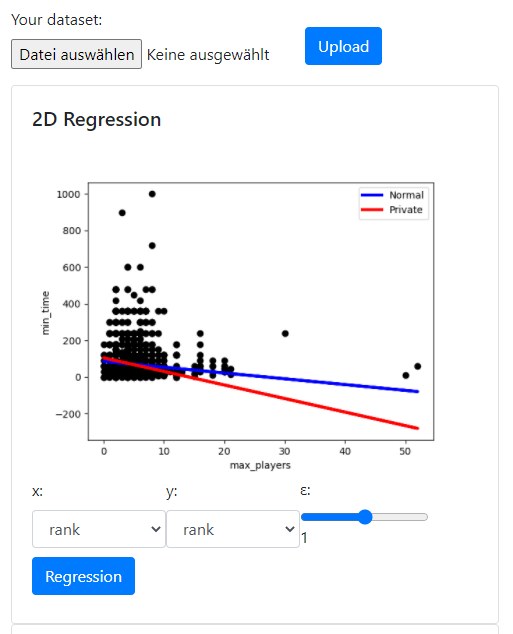 Your dataset:
Datei auswählen Keine ausgewählt Upload
2D Regression
Normal
Private
1000
800
600
400
200
0
−200
min_time
0 10 20 30 40 50
max_players
x: y: ε:
rank rank
1
Regression